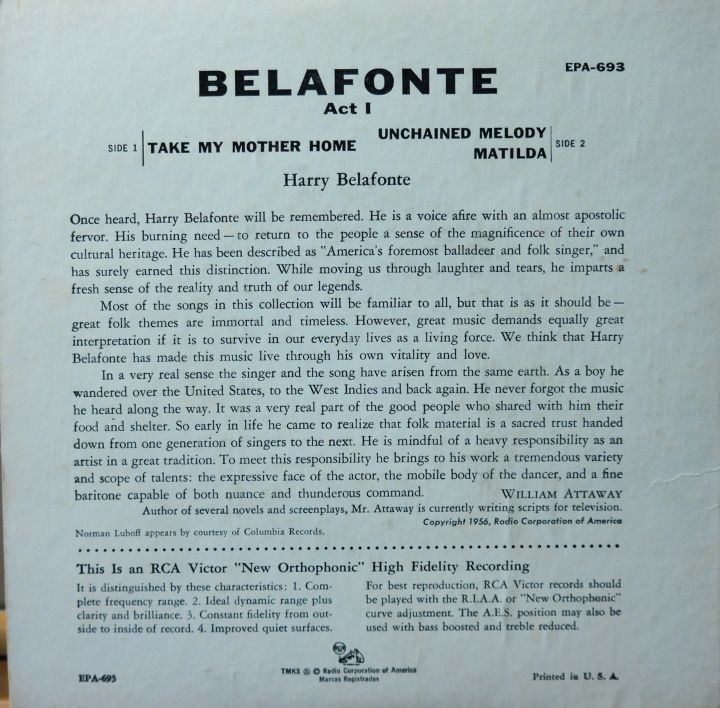 BELAFONTE
EPA-693
Act I
SIDE 1 TAKE MY MOTHER HOME
UNCHAINED MELODY
MATILDA
SIDE 2
Harry Belafonte
Once heard, Harry Belafonte will be remembered. He is a voice afire with an almost apostolic
fervor. His burning need — to return to the people a sense of the magnificence of their own
cultural heritage. He has been described as "America's foremost balladeer and folk singer," and
has surely earned this distinction. While moving us through laughter and tears, he imparts a
fresh sense of the reality and truth of our legends.
Most of the songs in this collection will be familiar to all, but that is as it should be —
great folk themes are immortal and timeless. However, great music demands equally great
interpretation if it is to survive in our everyday lives as a living force. We think that Harry
Belafonte has made this music live through his own vitality and love.
In a very real sense the singer and the song have arisen from the same earth. As a boy he
wandered over the United States, to the West Indies and back again. He never forgot the music
he heard along the way. It was a very real part of the good people who shared with him their
food and shelter. So early in life he came to realize that folk material is a sacred trust handed
down from one generation of singers to the next. He is mindful of a heavy responsibility as an
artist in a great tradition. To meet this responsibility he brings to his work a tremendous variety
and scope of talents: the expressive face of the actor, the mobile body of the dancer, and a fine
baritone capable of both nuance and thunderous command. WILLIAM ATTAWAY
Author of several novels and screenplays, Mr. Attaway is currently writing scripts for television.
Copyright 1956, Radio Corporation of America
Norman Luboff appears by courtesy of Columbia Records.
This Is an RCA Victor "New Orthophonic" High Fidelity Recording
It is distinguished by these characteristics: 1. Com-
plete frequency range. 2. Ideal dynamic range plus
clarity and brilliance. 3. Constant fidelity from out-
side to inside of record. 4. Improved quiet surfaces.
For best reproduction, RCA Victor records should
be played with the R.I.A.A. or "New Orthophonic"
curve adjustment. The A.E.S. position may also be
used with bass boosted and treble reduced.
RCA
TMKS ® © Radio Corporation of America
Marcas Registradas
EPA-693
Printed in U. S. A.